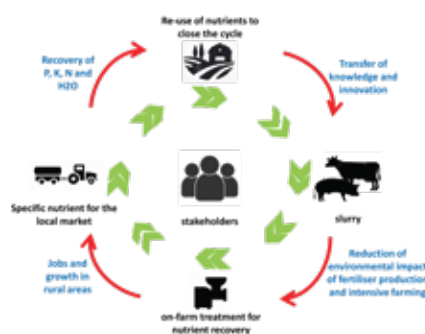 Re-use of nutrients to
close the cycle
Recovery of
P, K, N and
H2O
Transfer of
knowledge and
innovation
Specific nutrient for the
local market
stakeholders
slurry
Jobs and
growth in
rural areas
Reduction of
environmental impact
of fertiliser production
and intensive farming
on-farm treatment for
nutrient recovery